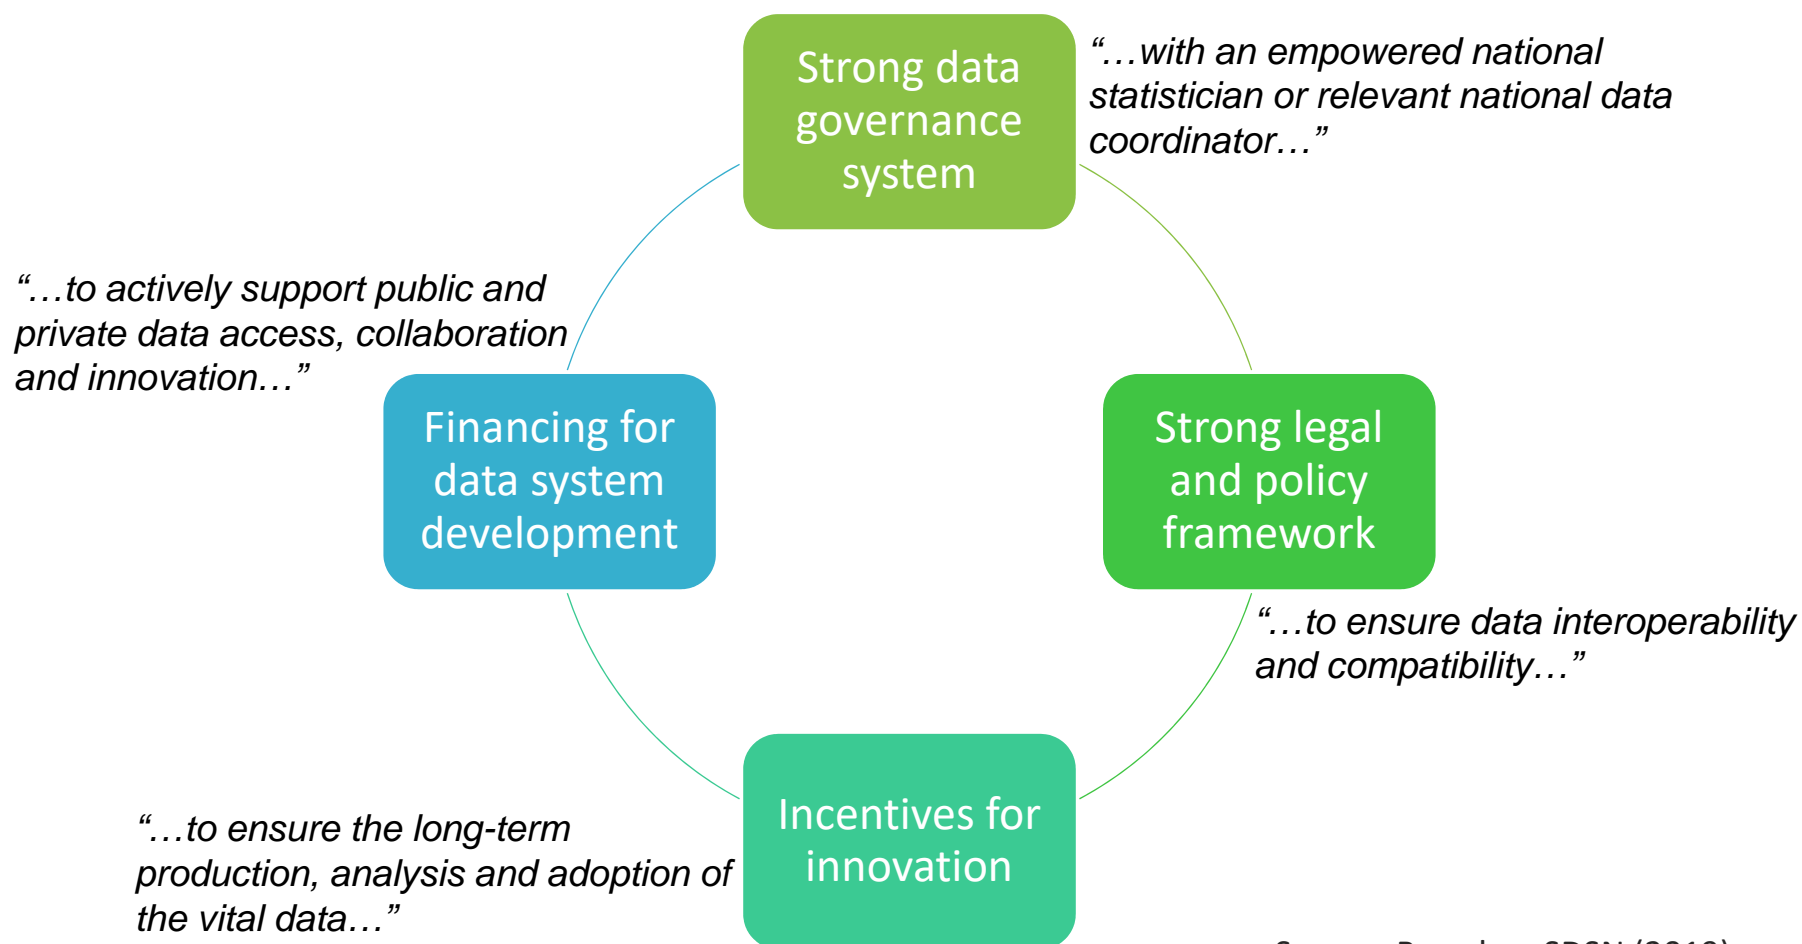 Strong data
governance
system
“…with an empowered national
statistician or relevant national data
coordinator…”
“…to actively support public and
private data access, collaboration
and innovation…”
Financing for
data system
development
Strong legal
and policy
framework
“…to ensure data interoperability
and compatibility…”
Incentives for
innovation
“…to ensure the long-term
production, analysis and adoption of
the vital data…”
SDSN (2019)